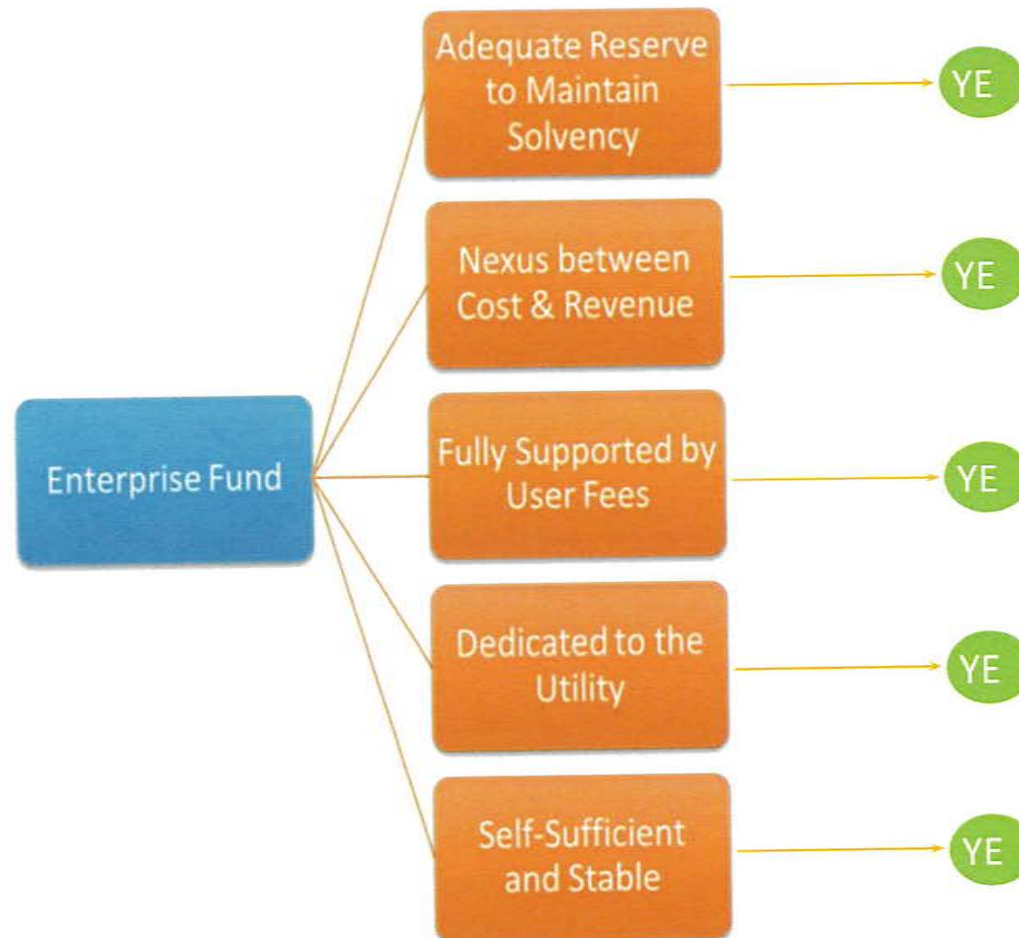 Adequate Reserve
to Maintain
Solvency
YE
Nexus between
Cost & Revenue
YE
Enterprise Fund
Fully Supported by
User Fees
YE
Dedicated to the
Utility
YE
Self-Sufficient
and Stable
YE